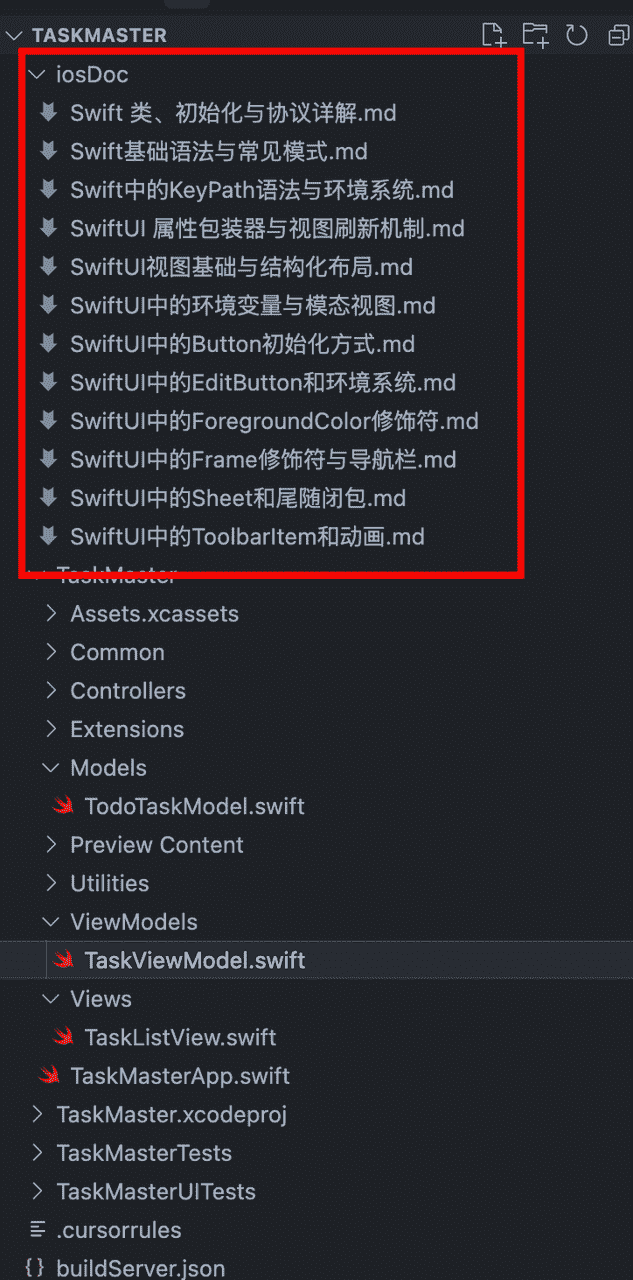 TASKMASTER
iosDoc
Swift 类、初始化与协议详解.md
Swift基础语法与常见模式.md
Swift中的KeyPath语法与环境系统.md
SwiftUI 属性包装器与视图刷新机制.md
SwiftUI视图基础与结构化布局.md
SwiftUI中的环境变量与模态视图.md
SwiftUI中的Button初始化方式.md
SwiftUI中的EditButton和环境系统.md
SwiftUI中的ForegroundColor修饰符.md
SwiftUI中的Frame修饰符与导航栏.md
SwiftUI中的Sheet和尾随闭包.md
SwiftUI中的ToolbarItem和动画.md
TaskMaster
Assets.xcassets
Common
Controllers
Extensions
Models
TodoTaskModel.swift
Preview Content
Utilities
ViewModels
TaskViewModel.swift
Views
TaskListView.swift
TaskMasterApp.swift
TaskMaster.xcodeproj
TaskMasterTests
TaskMasterUITests
.cursorrules
{} buildServer.json